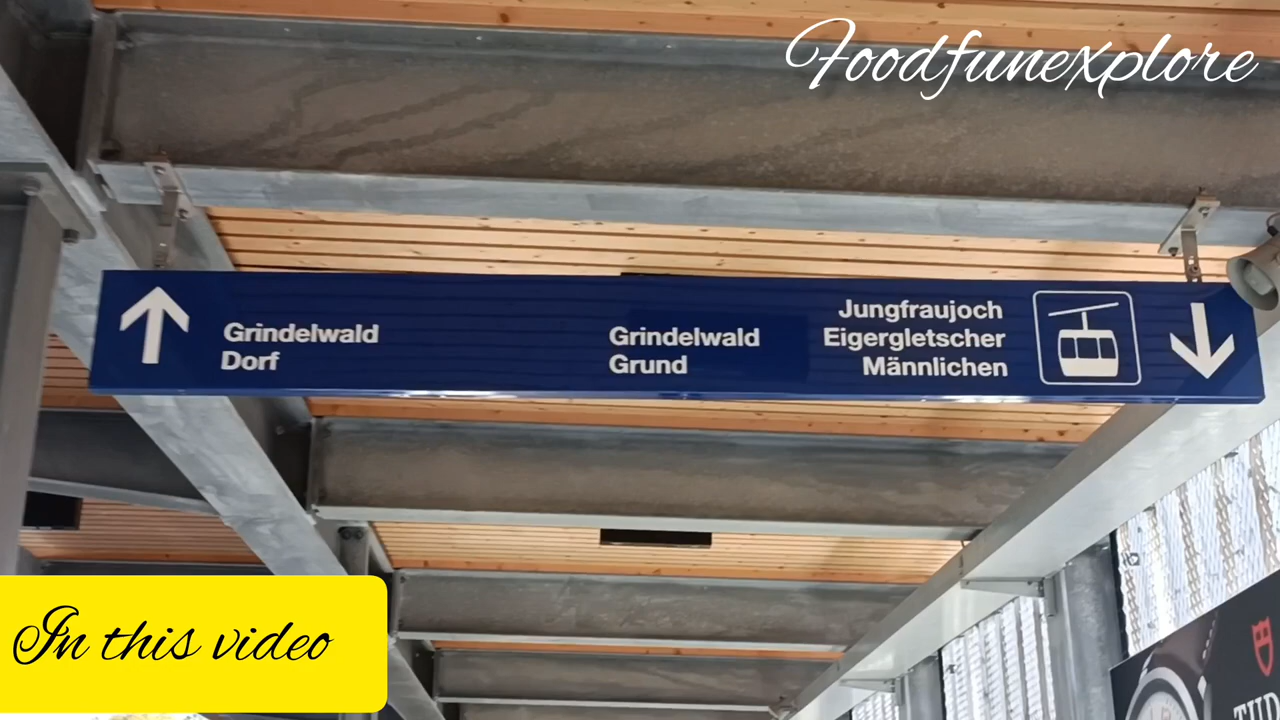 Foodfunexplore
Grindelwald
Dorf
Grindelwald
Grund
Jungfraujoch
Eigergletscher
Männlichen
In this video